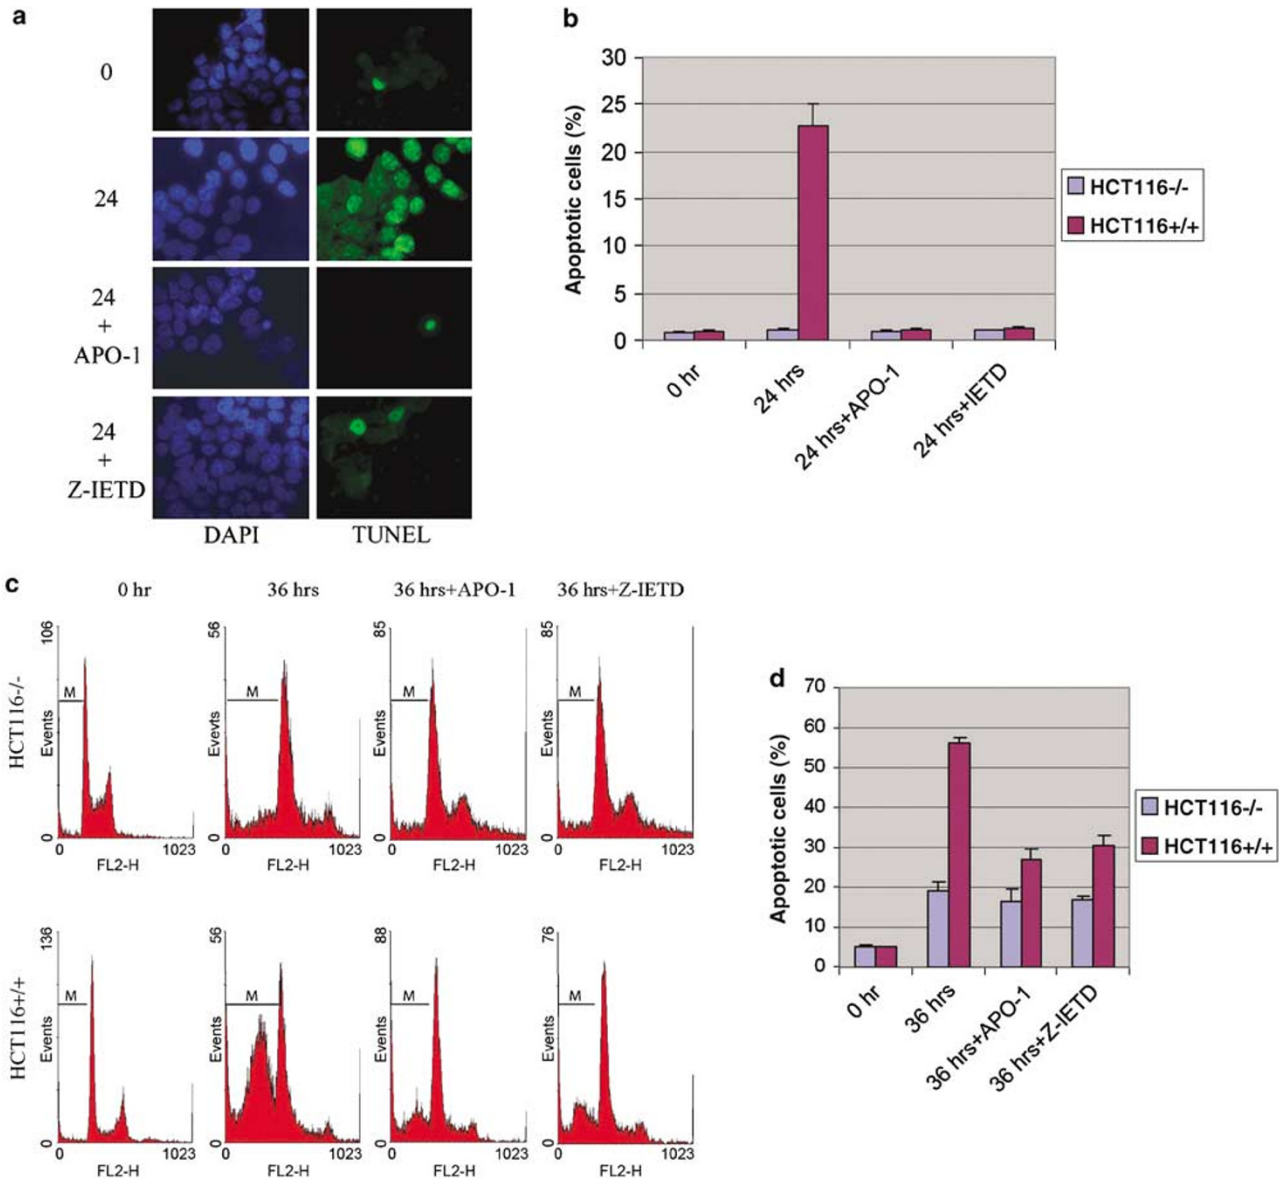 a
0
24
24
+
APO-1
24
+
Z-IETD
DAPI TUNEL
b
30
25
20
15
10
5
0
Apoptotic cells (%)
0 hr
24 hrs
24 hrs+APO-1
24 hrs+IETD
HCT116-/-
HCT116+/+
c
0 hr 36 hrs 36 hrs+APO-1 36 hrs+Z-IETD
HCT116-/-
106
Events
0
M
0 1023
FL2-H
56
Evevts
0
M
0 1023
FL2-H
85
Events
0
M
0 1023
FL2-H
85
Events
0
M
0 1023
FL2-H
HCT116+/+
136
Events
0
M
0 1023
FL2-H
56
Events
0
M
0 1023
FL2-H
88
Events
0
M
0 1023
FL2-H
76
Events
0
M
0 1023
FL2-H
d
70
60
50
40
30
20
10
0
Apoptotic cells (%)
0 hr
36 hrs
36 hrs+APO-1
36 hrs+Z-IETD
HCT116-/-
HCT116+/+